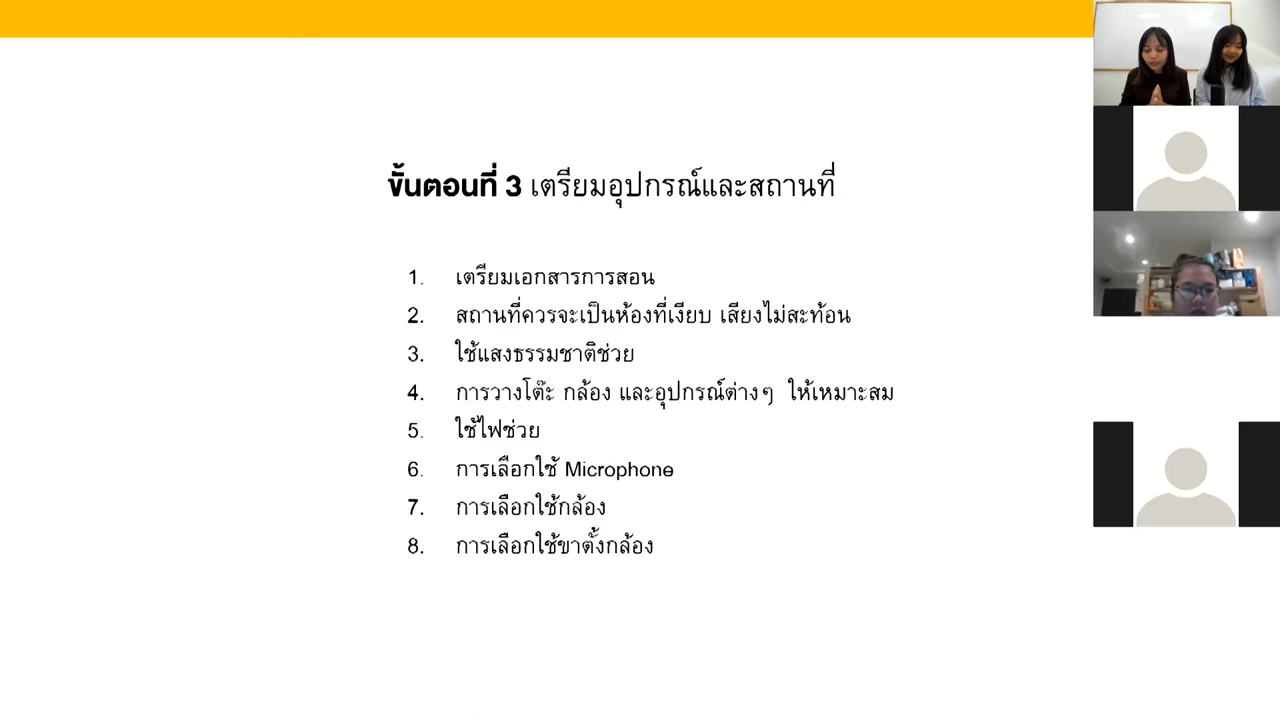 ขั้นตอนที่ 3 เตรียมอุปกรณ์และสถานที่
1. เตรียมเอกสารการสอน
2. สถานที่ควรจะเป็นห้องที่เงียบ เสียงไม่สะท้อน
3. ใช้แสงธรรมชาติช่วย
4. การวางโต๊ะ กล้อง และอุปกรณ์ต่างๆ ให้เหมาะสม
5. ใช้ไฟช่วย
6. การเลือกใช้ Microphone
7. การเลือกใช้กล้อง
8. การเลือกใช้ขาตั้งกล้อง